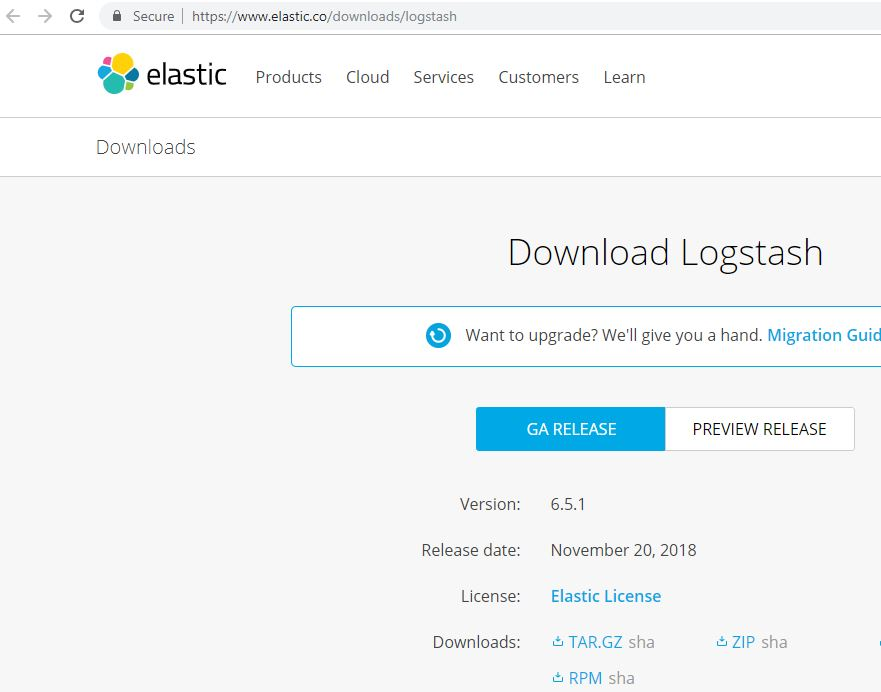 Secure | https://www.elastic.co/downloads/logstash
elastic Products Cloud Services Customers Learn
Downloads
Download Logstash
Want to upgrade? We'll give you a hand. Migration Guid
GA RELEASE PREVIEW RELEASE
Version: 6.5.1
Release date: November 20, 2018
License: Elastic License
Downloads: TAR.GZ sha ZIP sha
RPM sha